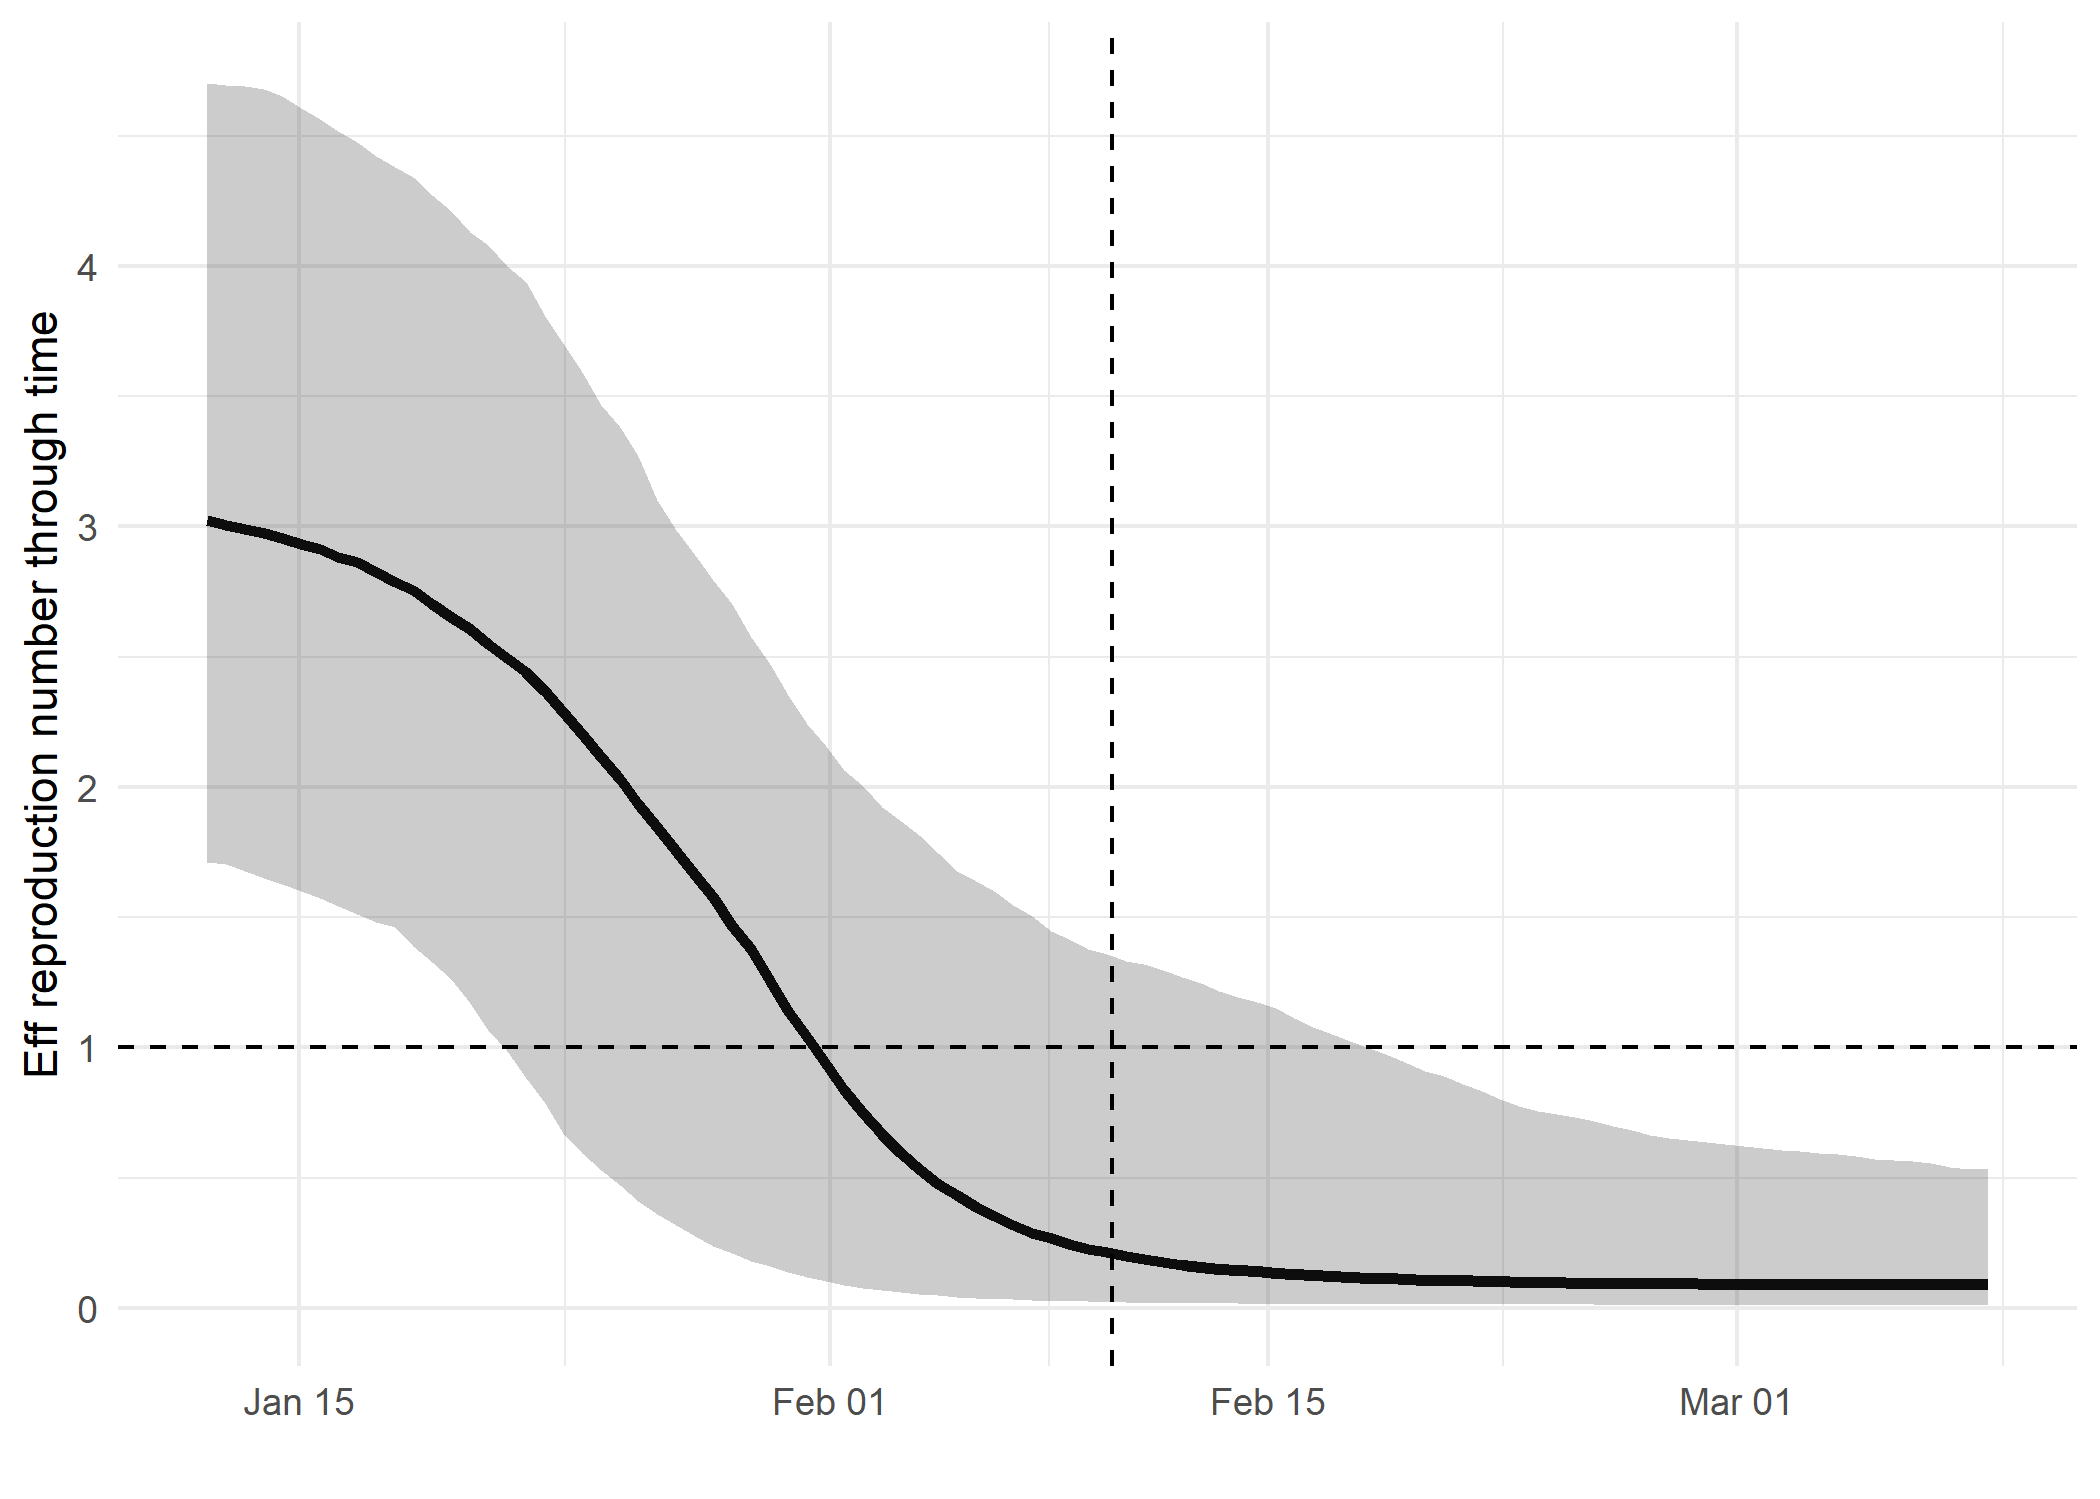 Eff reproduction number through time
4
3
2
1
0
Jan 15
Feb 01
Feb 15
Mar 01